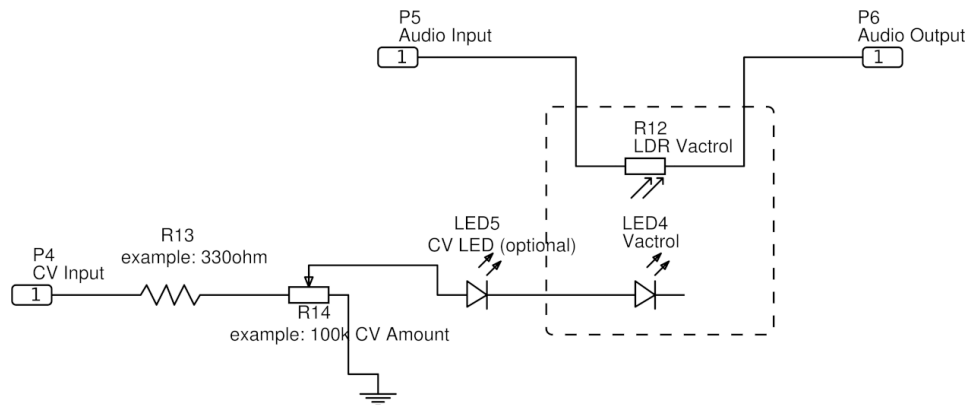 P5
Audio Input
1
P6
Audio Output
1
R12
LDR Vactrol
LED5
CV LED (optional)
LED4
Vactrol
R13
example: 330ohm
P4
CV Input
1
R14
example: 100k CV Amount